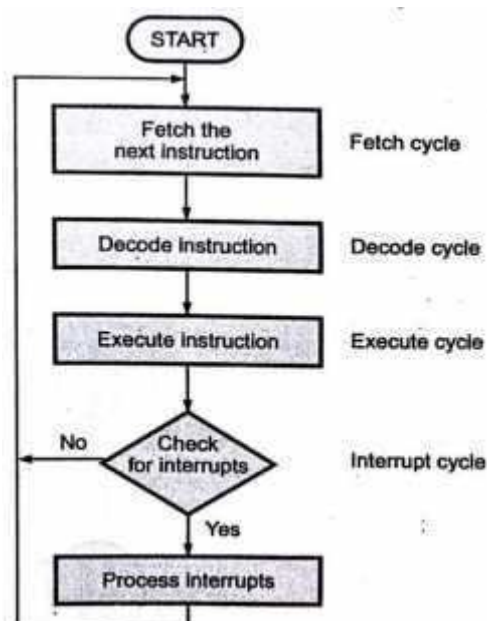 START
Fetch the
next instruction
Fetch cycle
Decode instruction
Decode cycle
Execute instruction
Execute cycle
Check
for interrupts
No
Interrupt cycle
Yes
Process interrupts